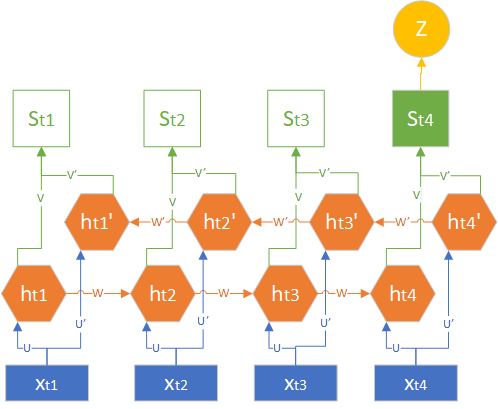 Z
St1 St2 St3 St4
V' V' V' V'
V V V V
ht1' W' ht2' W' ht3' W' ht4'
ht1 W ht2 W ht3 W ht4
U' U' U' U'
U U U U
xt1 xt2 xt3 xt4